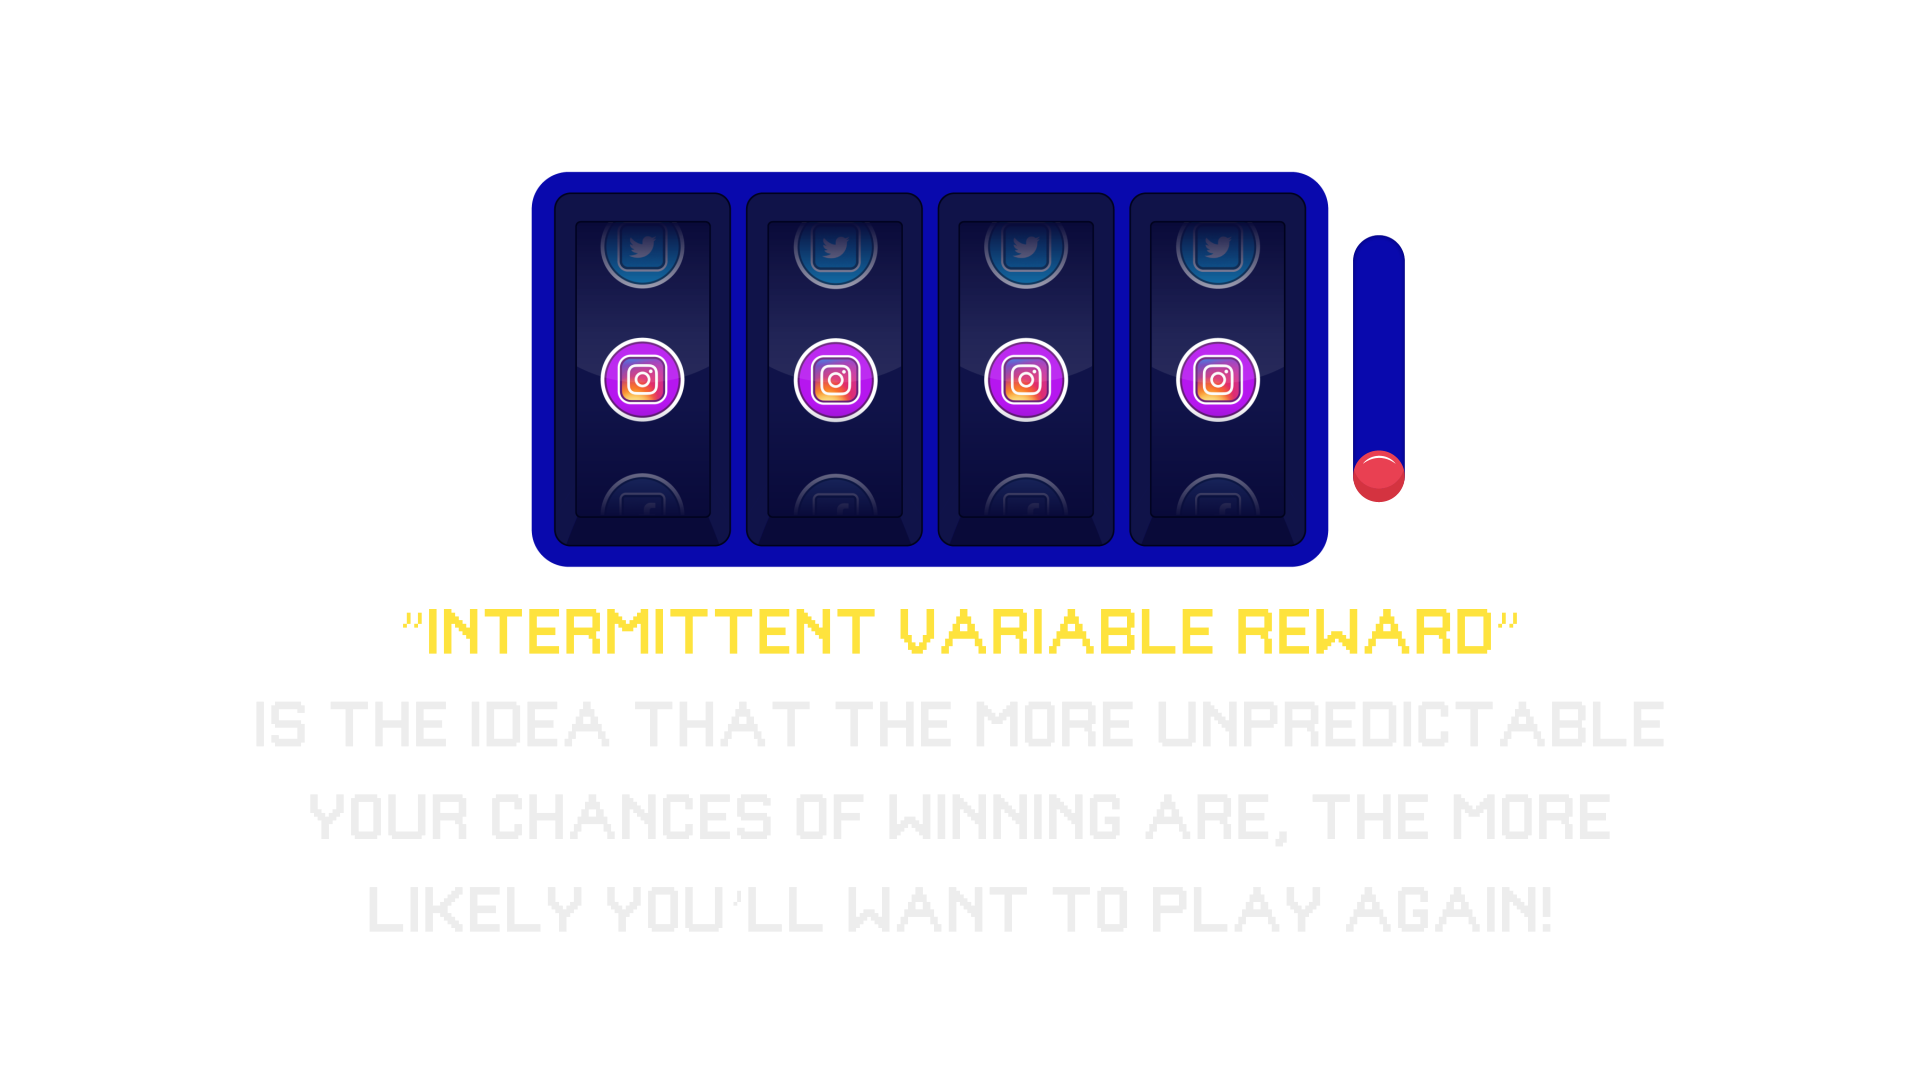 "INTERMITTENT VARIABLE REWARD"
IS THE IDEA THAT THE MORE UNPREDICTABLE
YOUR CHANCES OF WINNING ARE, THE MORE
LIKELY YOU'LL WANT TO PLAY AGAIN!